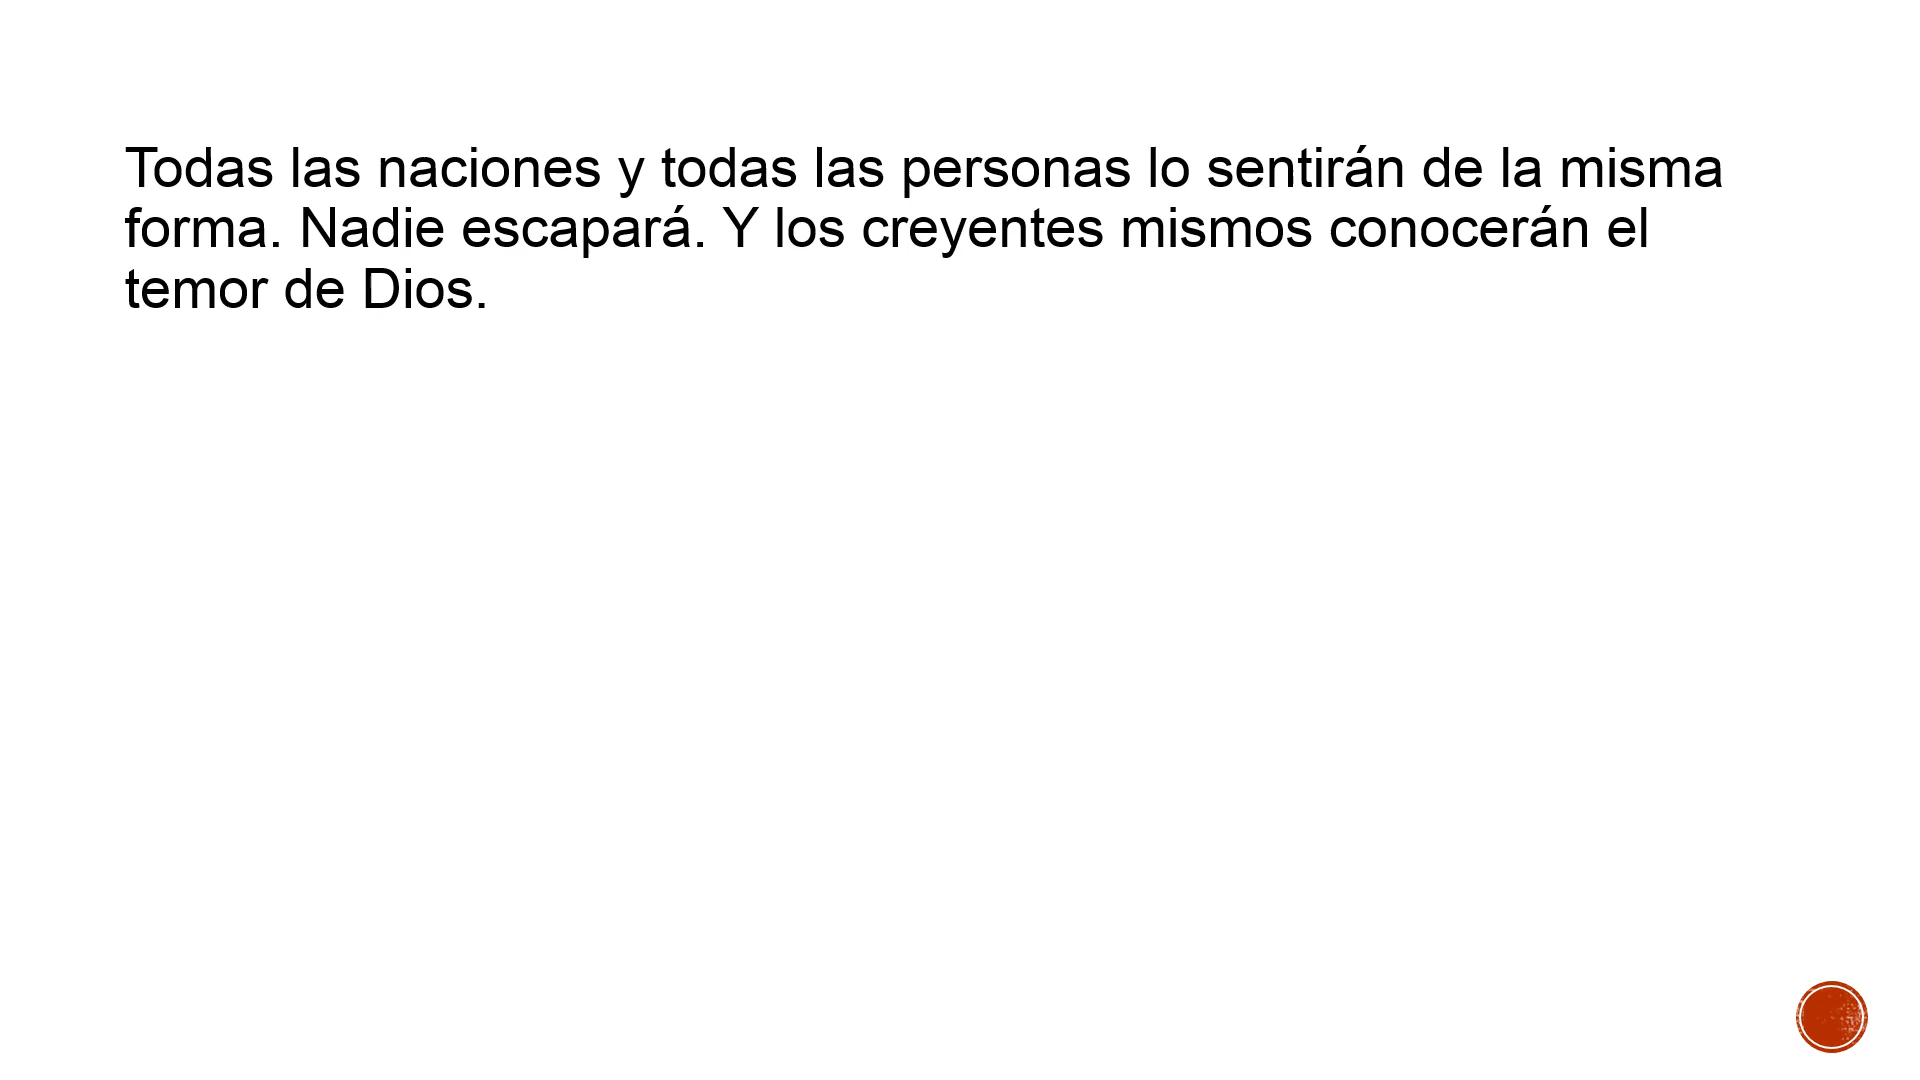 Todas las naciones y todas las personas lo sentirán de la misma
forma. Nadie escapará. Y los creyentes mismos conocerán el
temor de Dios.